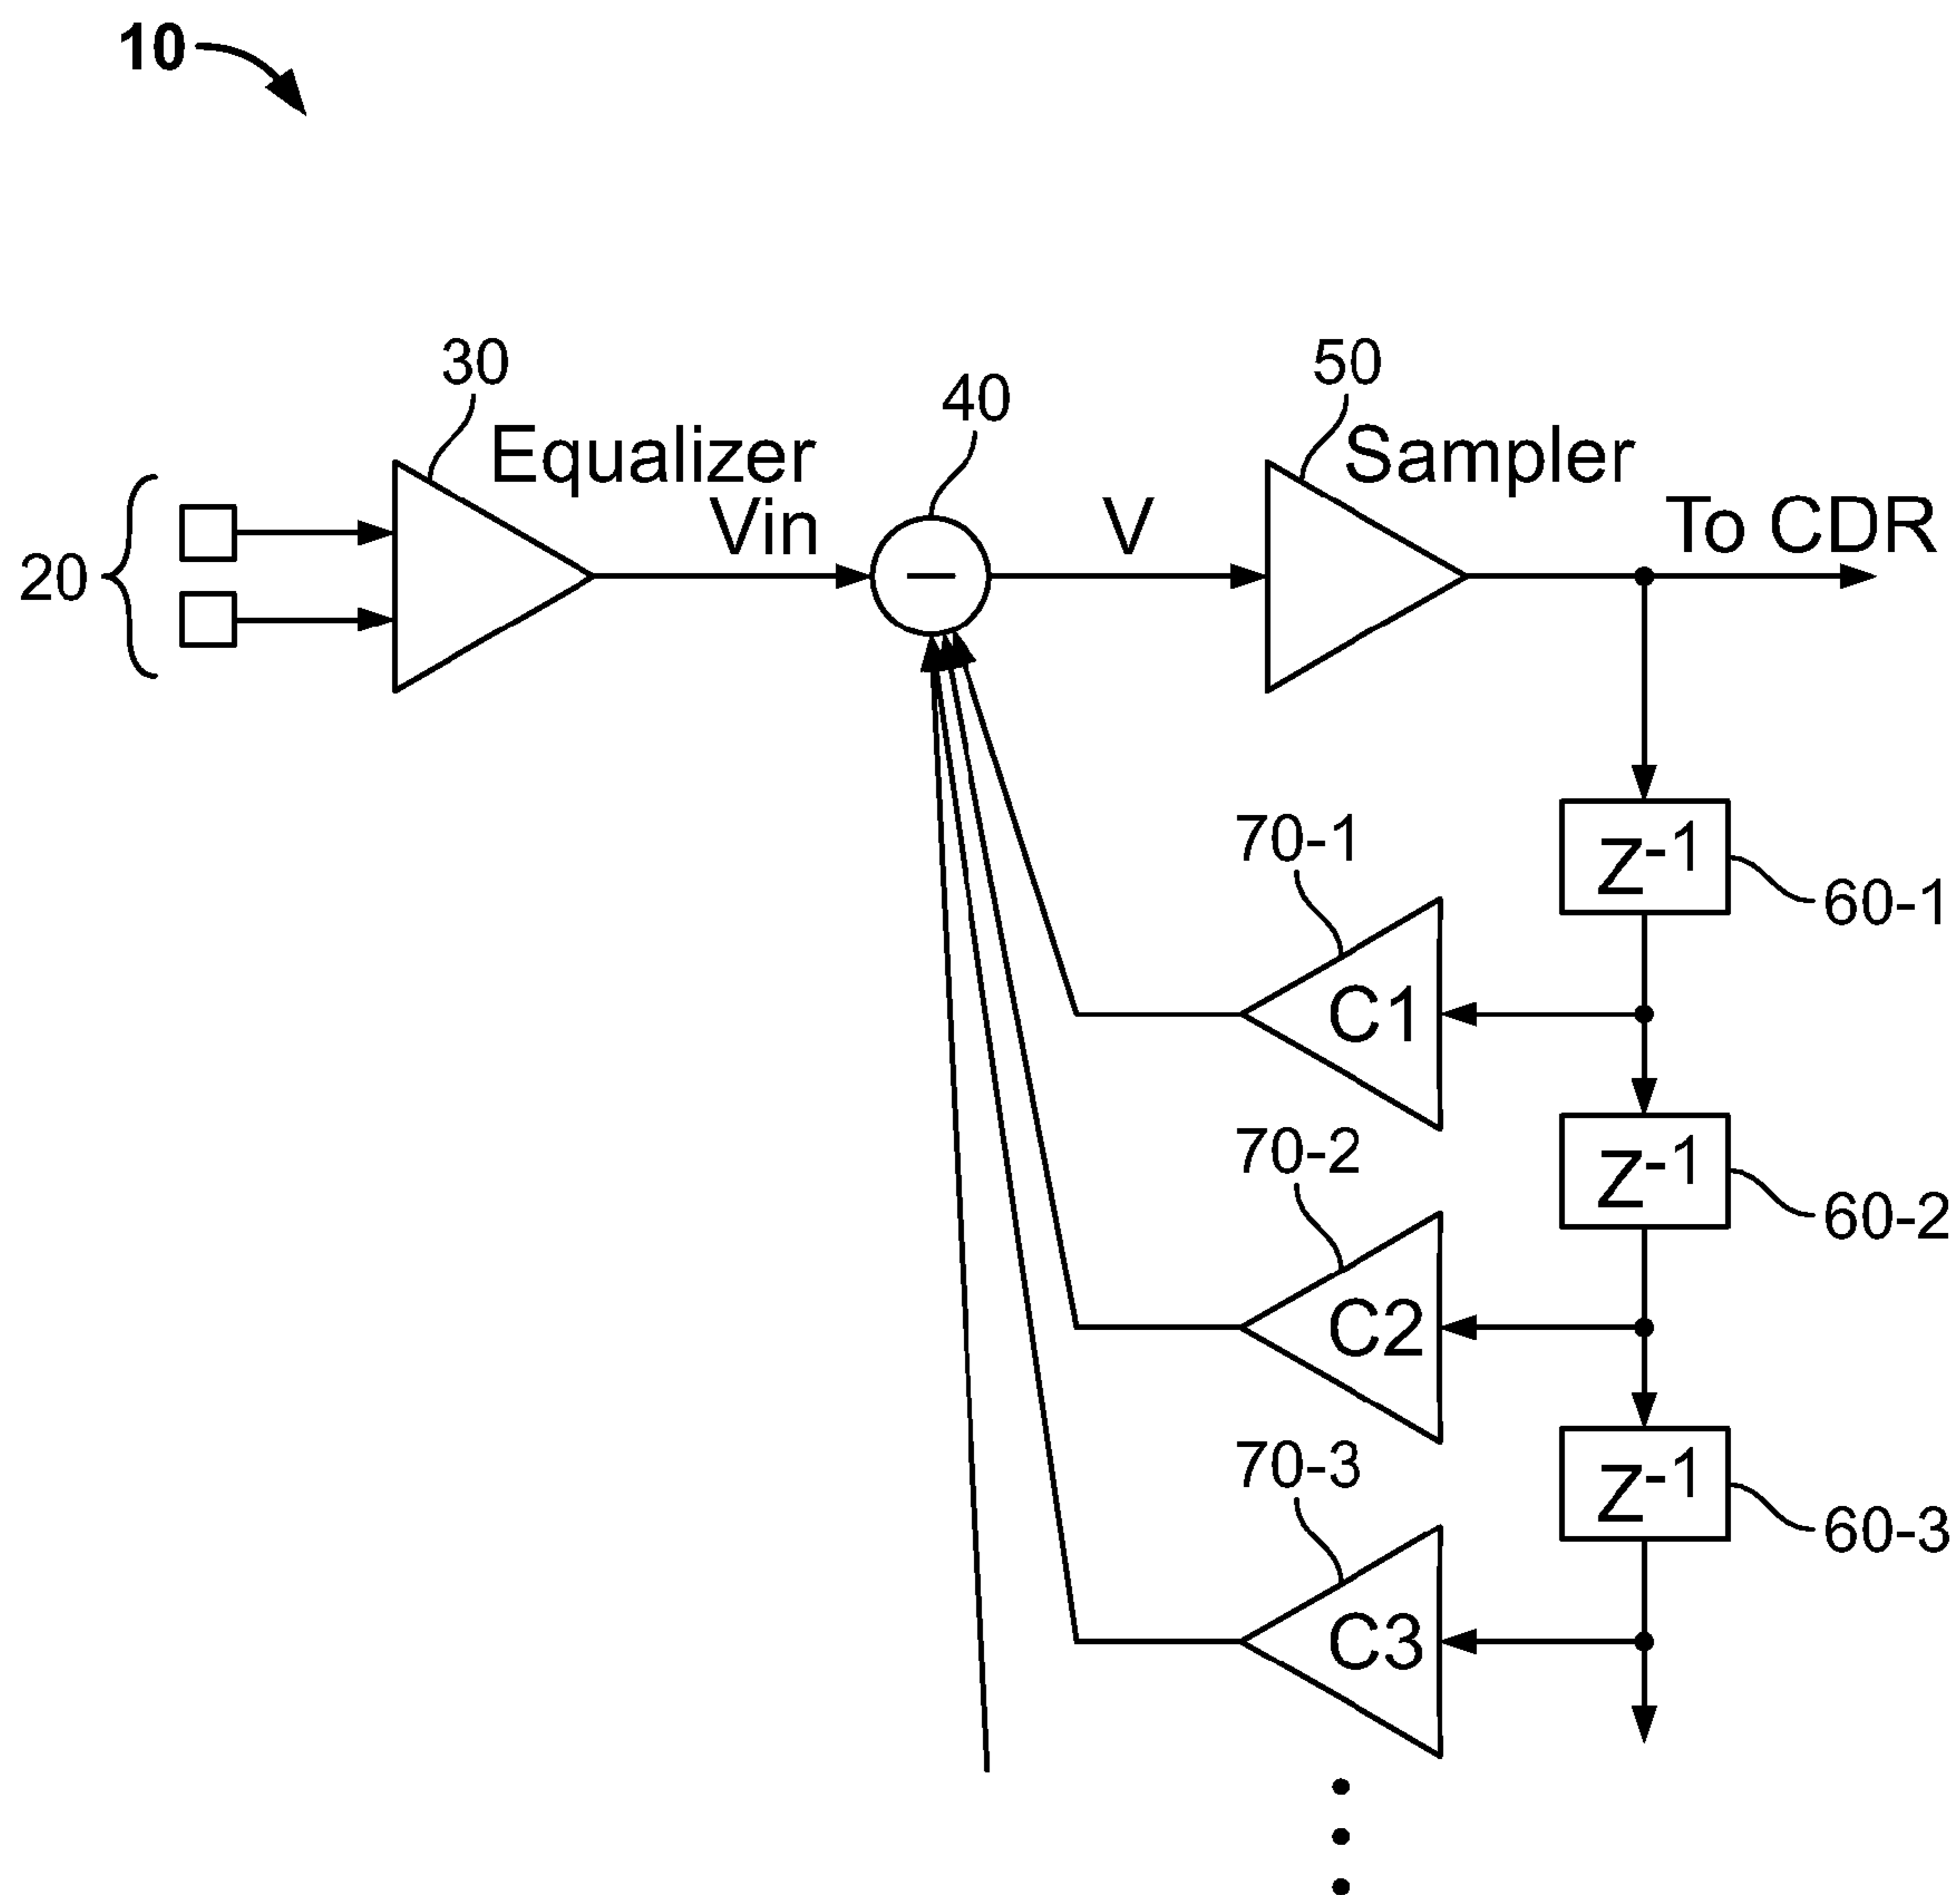 10
30
40
50
Equalizer
Sampler
Vin
V
To CDR
20
70-1
Z-1
60-1
C1
70-2
Z-1
60-2
C2
70-3
Z-1
60-3
C3